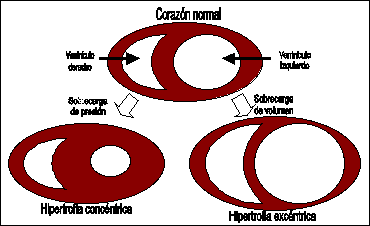 Corazón normal
Ventrículo
derecho
Ventrículo
izquierdo
Sobrecarga
de presión
Sobrecarga
de volumen
Hipertrofia concéntrica
Hipertrofia excéntrica